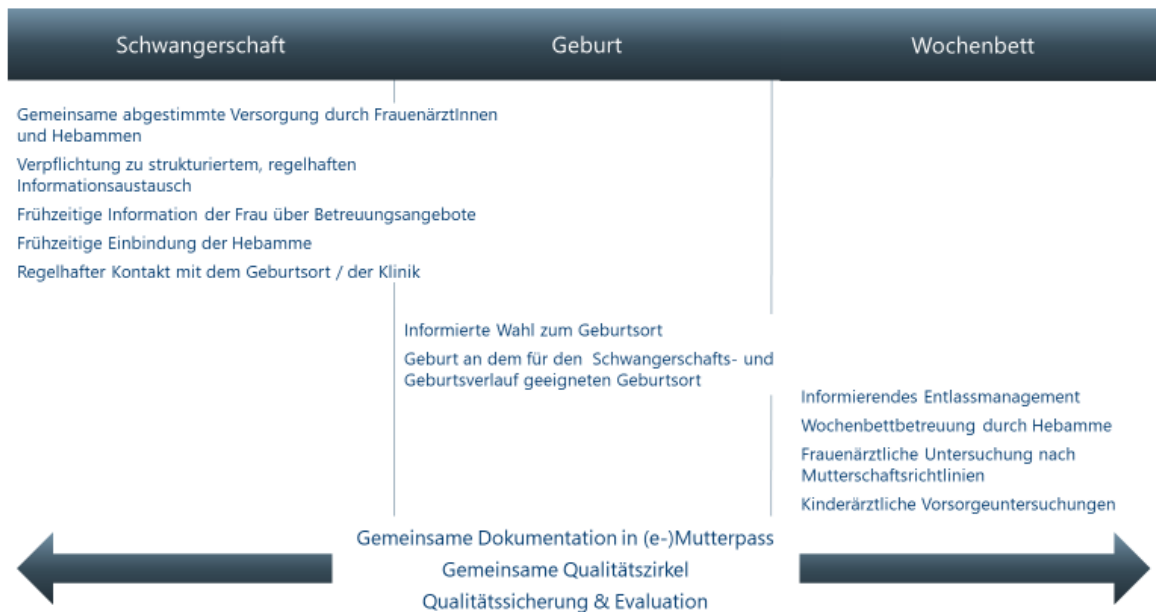 Schwangerschaft
Geburt
Wochenbett
Gemeinsame abgestimmte Versorgung durch FrauenärztInnen
und Hebammen
Verpflichtung zu strukturiertem, regelhaften
Informationsaustausch
Frühzeitige Information der Frau über Betreuungsangebote
Frühzeitige Einbindung der Hebamme
Regelhafter Kontakt mit dem Geburtsort / der Klinik
Informierte Wahl zum Geburtsort
Geburt an dem für den Schwangerschafts- und
Geburtsverlauf geeigneten Geburtsort
Informierendes Entlassmanagement
Wochenbettbetreuung durch Hebamme
Frauenärztliche Untersuchung nach
Mutterschaftsrichtlinien
Kinderärztliche Vorsorgeuntersuchungen
Gemeinsame Dokumentation in (e-)Mutterpass
Gemeinsame Qualitätszirkel
Qualitätssicherung & Evaluation